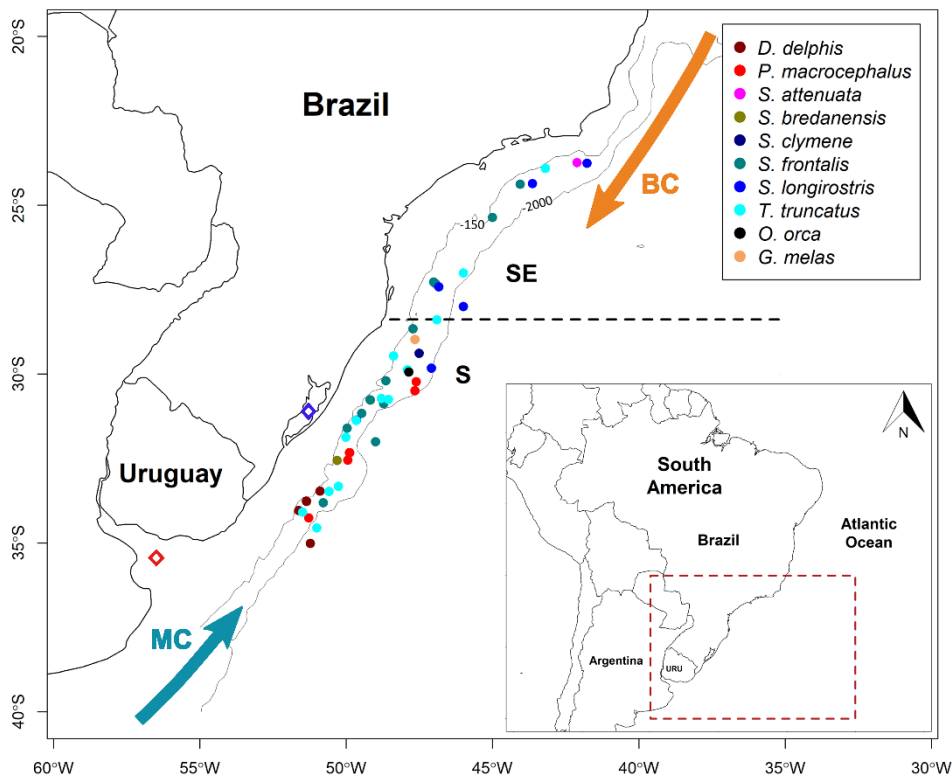 20°S
25°S
30°S
35°S
40°S
Brazil
Uruguay
BC
-150
-2000
SE
S
MC
D. delphis
P. macrocephalus
S. attenuata
S. bredanensis
S. clymene
S. frontalis
S. longirostris
T. truncatus
O. orca
G. melas
N
South
America
Brazil
Atlantic
Ocean
Argentina
URU
60°W
55°W
50°W
45°W
40°W
35°W
30°W